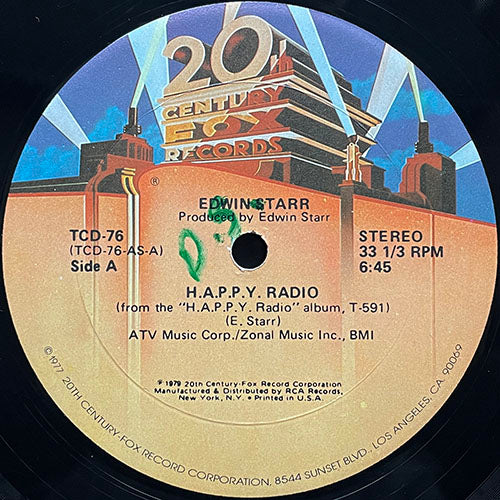 20th
CENTURY
FOX
RECORDS
®
EDWIN STARR
Produced by Edwin Starr
TCD-76
(TCD-76-AS-A)
Side A
STEREO
33 1/3 RPM
6:45
H.A.P.P.Y. RADIO
(from the "H.A.P.P.Y. Radio" album, T-591)
(E. Starr)
ATV Music Corp./Zonal Music Inc., BMI
℗ 1979 20th Century-Fox Record Corporation
Manufactured & Distributed by RCA Records,
New York, N.Y. • Printed in U.S.A.
©1977 20TH CENTURY-FOX RECORD CORPORATION, 8544 SUNSET BLVD., LOS ANGELES, CA. 90069